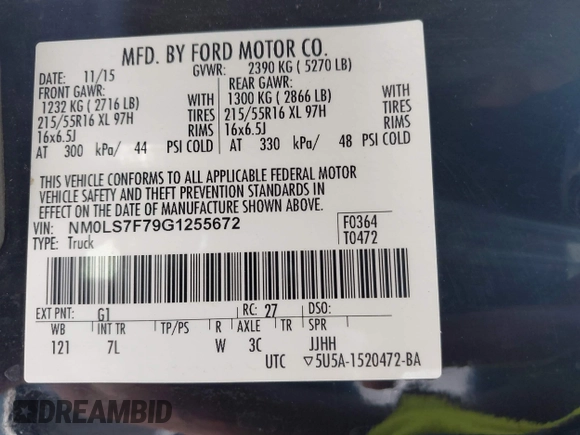 MFD. BY FORD MOTOR CO.
DATE: 11/15 GVWR: 2390 KG ( 5270 LB)
FRONT GAWR: REAR GAWR:
1232 KG ( 2716 LB) WITH 1300 KG ( 2866 LB) WITH
215/55R16 XL 97H TIRES 215/55R16 XL 97H TIRES
16x6.5J RIMS 16x6.5J RIMS
AT 300 kPa/ 44 PSI COLD AT 330 kPa/ 48 PSI COLD
THIS VEHICLE CONFORMS TO ALL APPLICABLE FEDERAL MOTOR
VEHICLE SAFETY AND THEFT PREVENTION STANDARDS IN
EFFECT ON THE DATE OF MANUFACTURE SHOWN ABOVE.
VIN: NM0LS7F79G1255672 F0364
TYPE: Truck T0472
EXT PNT: G1 RC: 27 DSO:
WB INT TR TP/PS R AXLE TR SPR
121 7L W 3C JJHH
UTC ▽5U5A-1520472-BA
DREAMBID